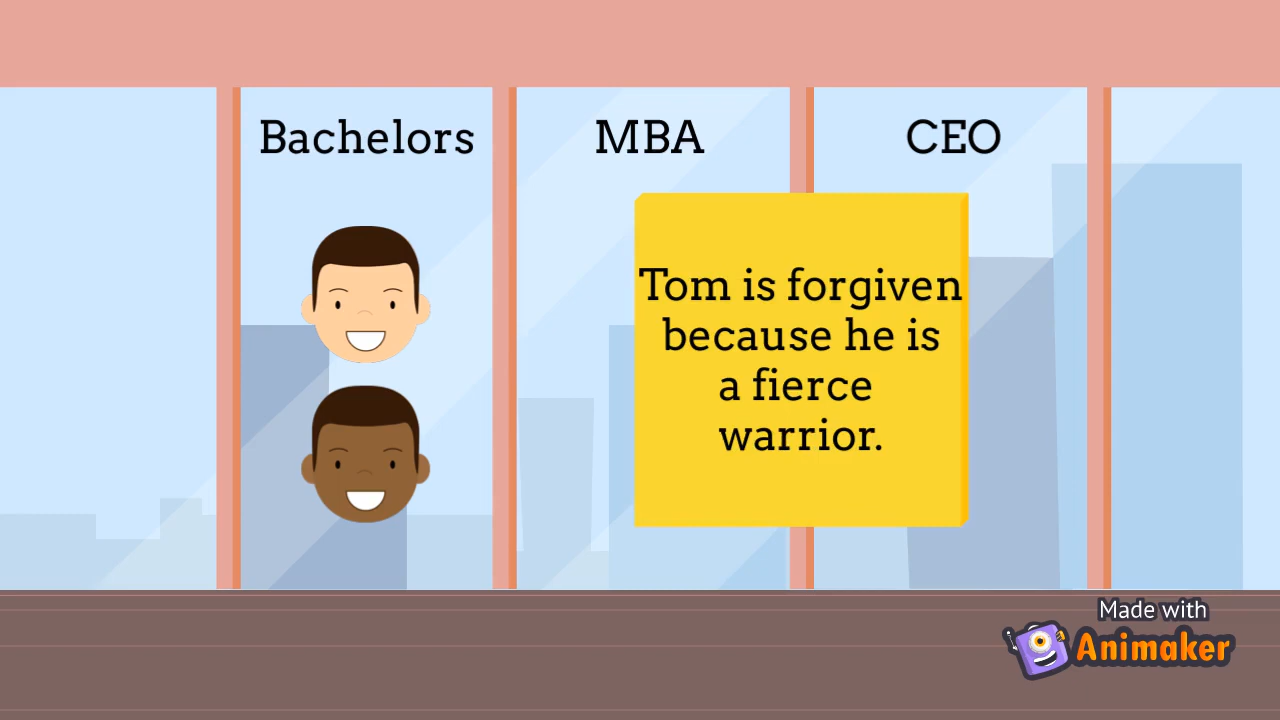 Bachelors
MBA
CEO
Tom is forgiven
because he is
a fierce
warrior.
Made with
Animaker